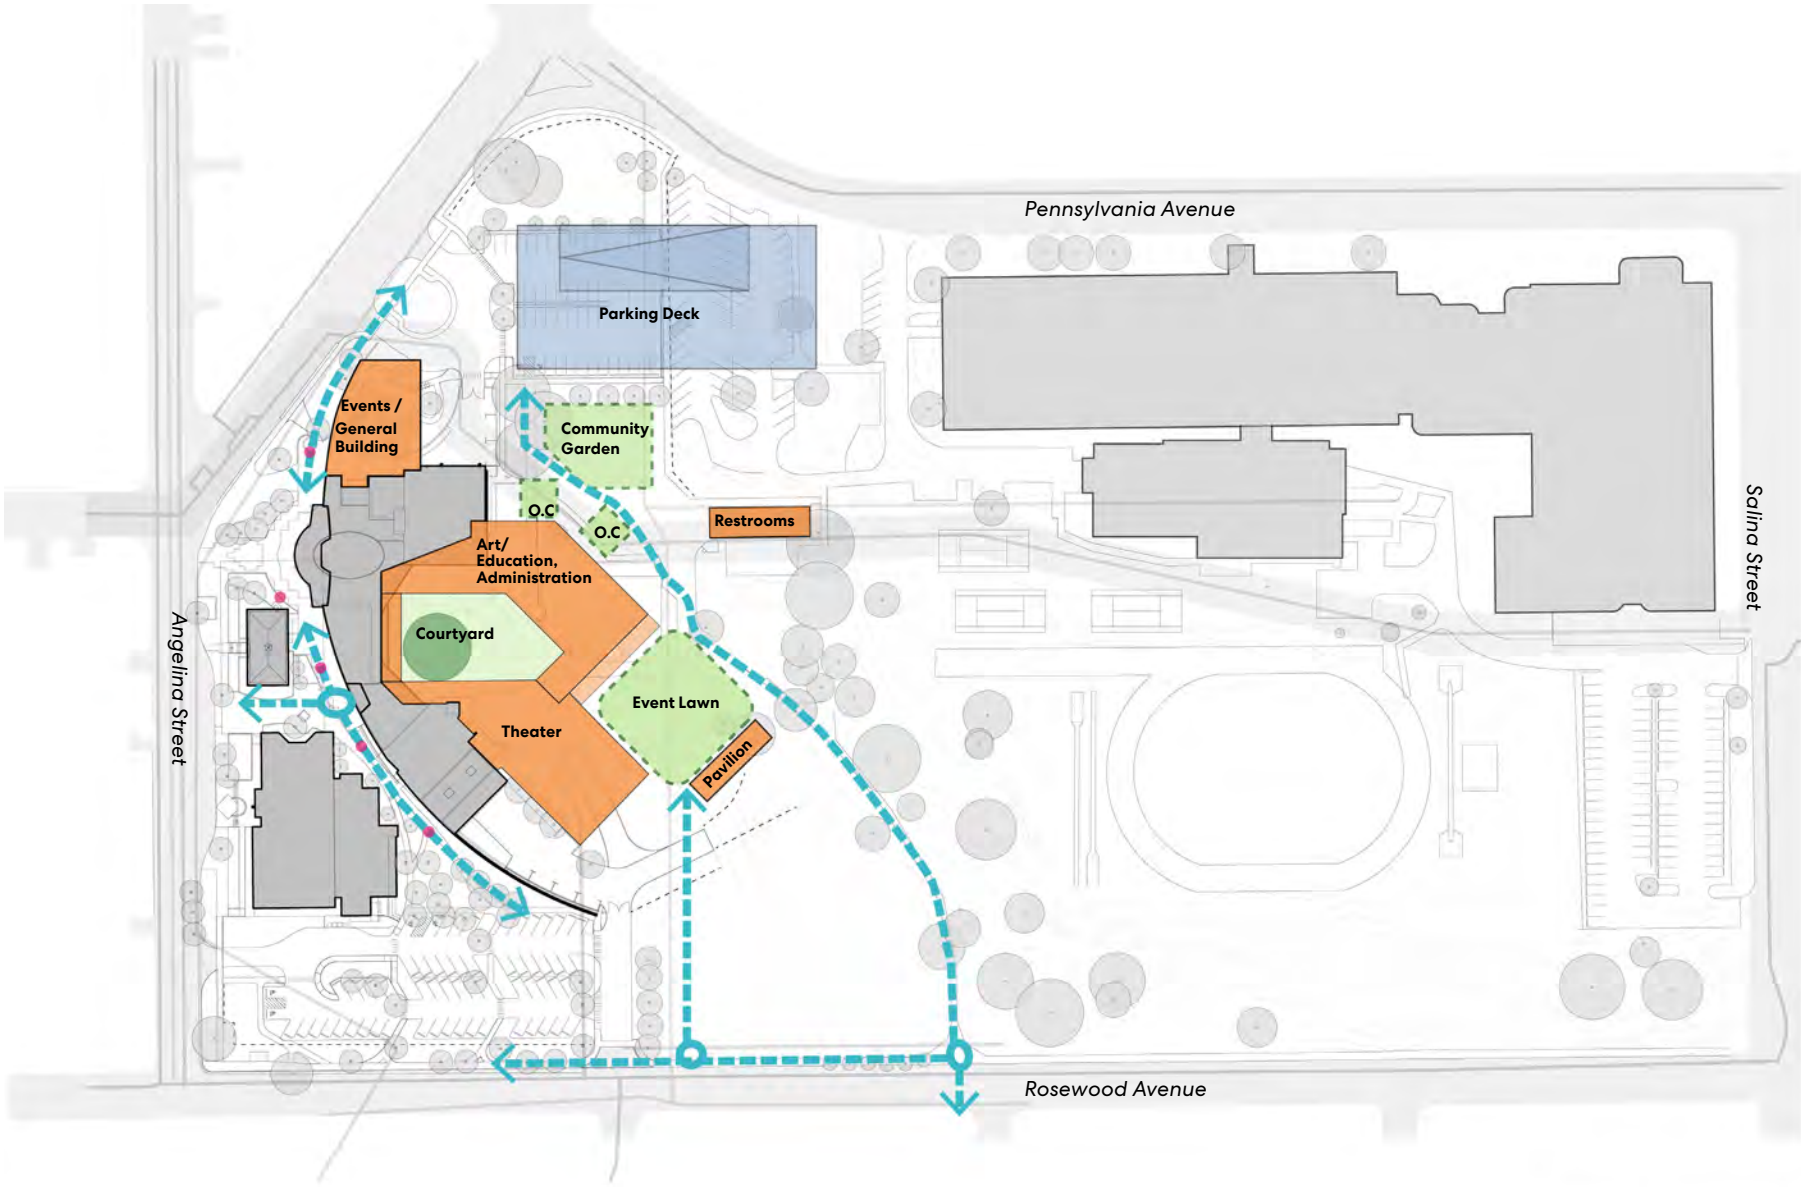 Pennsylvania Avenue
Parking Deck
Events /
General
Building
Community
Garden
O.C
O.C
Restrooms
Art/
Education,
Administration
Courtyard
Salina Street
Angelina Street
Event Lawn
Theater
Pavilion
Rosewood Avenue